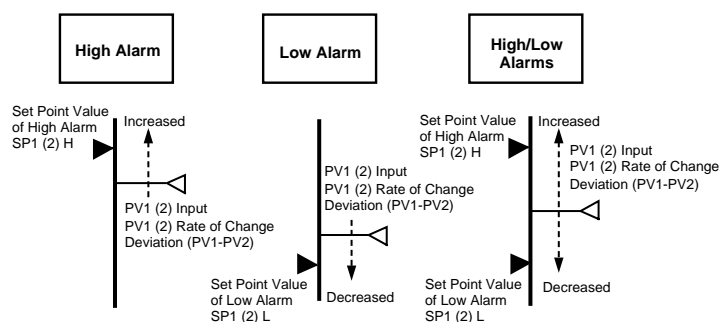 High Alarm
Set Point Value
of High Alarm
SP1 (2) H
Increased
PV1 (2) Input
PV1 (2) Rate of Change
Deviation (PV1-PV2)
Low Alarm
PV1 (2) Input
PV1 (2) Rate of Change
Deviation (PV1-PV2)
Set Point Value
of Low Alarm
SP1 (2) L
Decreased
High/Low
Alarms
Set Point Value
of High Alarm
SP1 (2) H
Increased
PV1 (2) Input
PV1 (2) Rate of Change
Deviation (PV1-PV2)
Set Point Value
of Low Alarm
SP1 (2) L
Decreased